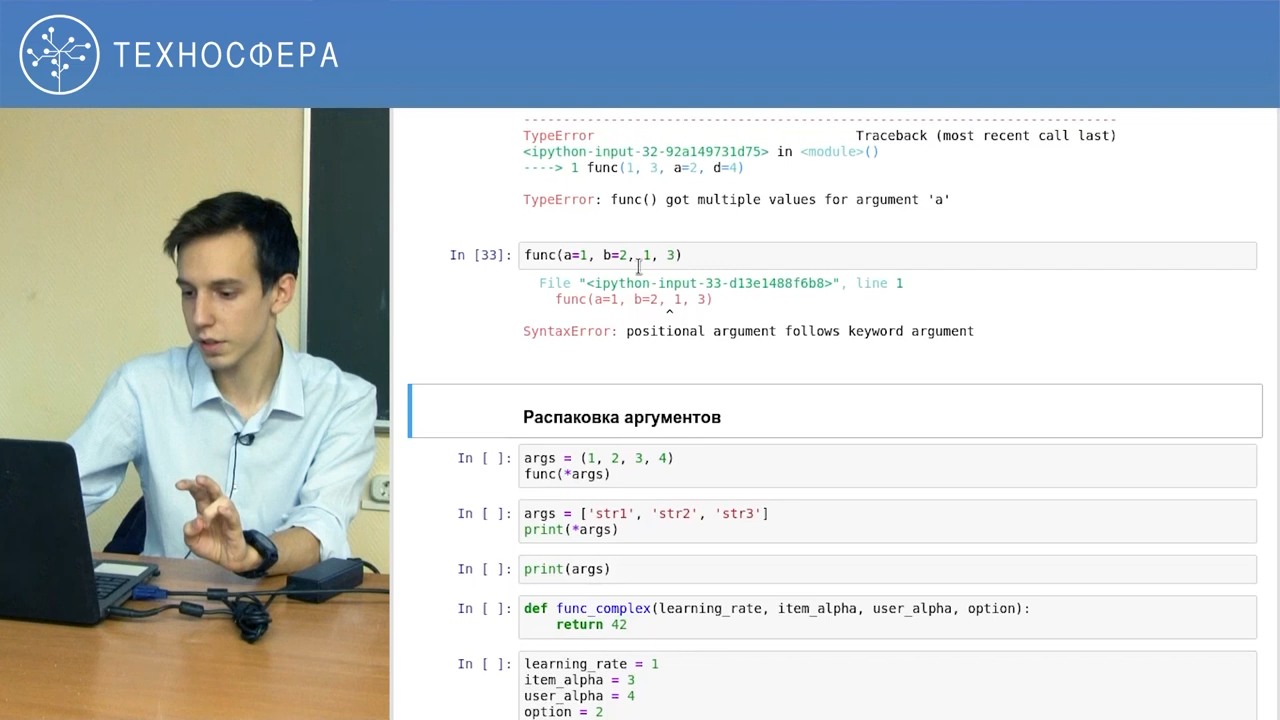 ТЕХНОСФЕРА
---------------------------------------------------------------------------
TypeError                                 Traceback (most recent call last)
<ipython-input-32-92a149731d75> in <module>()
----> 1 func(1, 3, a=2, d=4)
TypeError: func() got multiple values for argument 'a'
In [33]: func(a=1, b=2, 1, 3)
File "<ipython-input-33-d13e1488f6b8>", line 1
func(a=1, b=2, 1, 3)
^
SyntaxError: positional argument follows keyword argument
Распаковка аргументов
In [ ]: args = (1, 2, 3, 4)
func(*args)
In [ ]: args = ['str1', 'str2', 'str3']
print(*args)
In [ ]: print(args)
In [ ]: def func_complex(learning_rate, item_alpha, user_alpha, option):
return 42
In [ ]: learning_rate = 1
item_alpha = 3
user_alpha = 4
option = 2